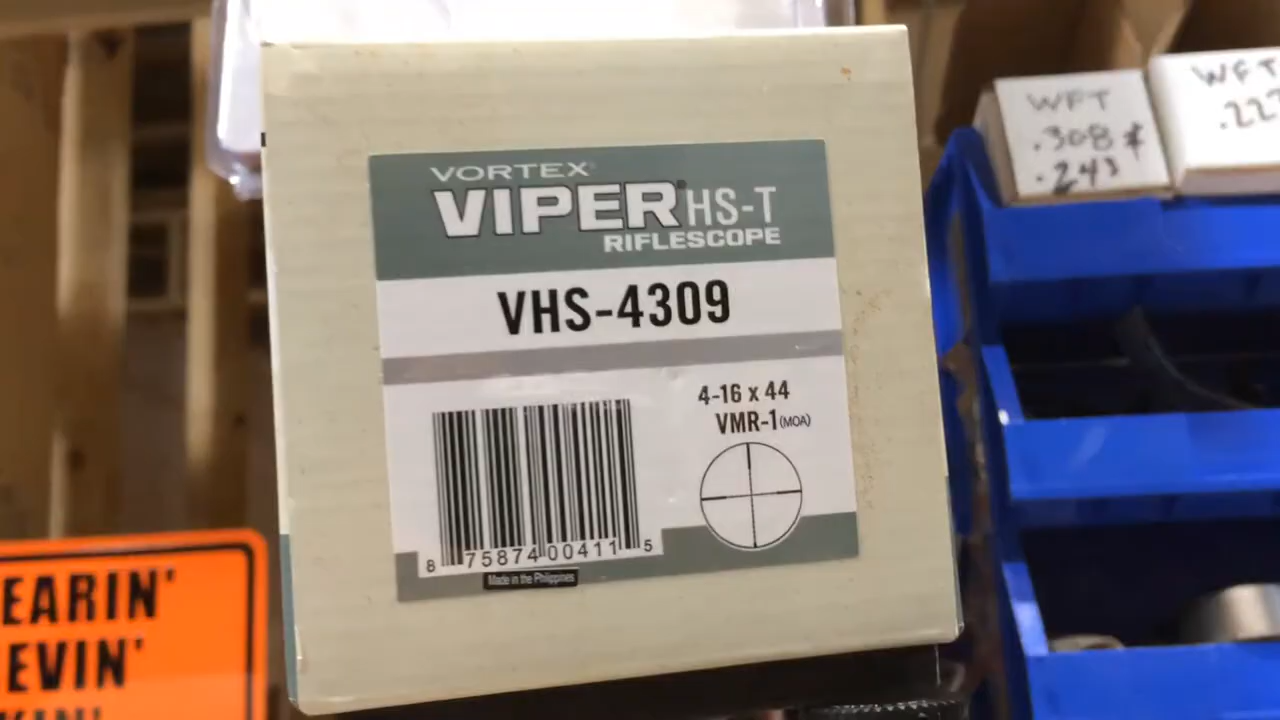 VORTEX®
VIPER® HS-T
RIFLESCOPE
VHS-4309
4-16 x 44
VMR-1 (MOA)
8 75874 00411 5
Made in the Philippines
WFT
.308 &
.243
WFT
.22
EARIN'
EVIN'